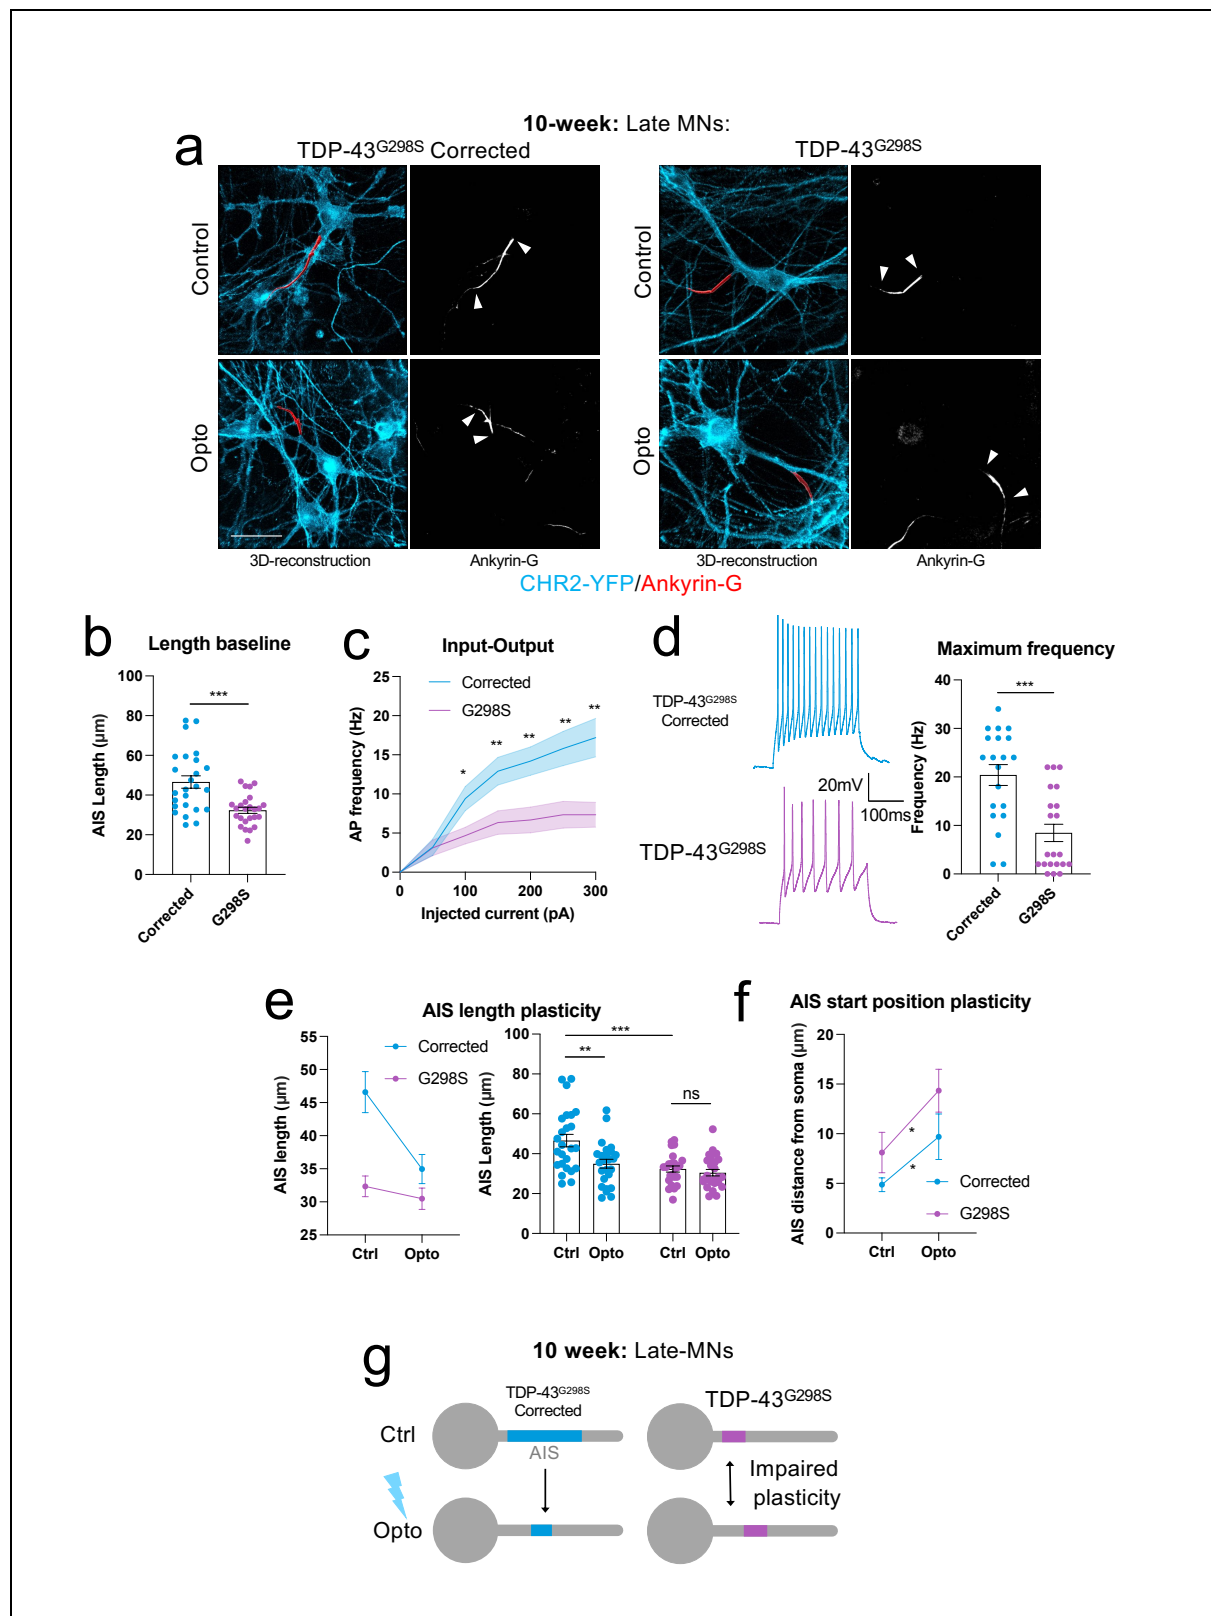 10-week: Late MNs:
a
TDP-43G298S Corrected
TDP-43G298S
Control
Opto
3D-reconstruction
Ankyrin-G
3D-reconstruction
Ankyrin-G
CHR2-YFP/Ankyrin-G
b
Length baseline
AIS Length (µm)
100
80
60
40
20
0
***
Corrected
G298S
c
Input-Output
AP frequency (Hz)
25
20
15
10
5
0
Corrected
G298S
*
**
**
**
**
0
100
200
300
Injected current (pA)
d
TDP-43G298S
Corrected
20mV
100ms
TDP-43G298S
Maximum frequency
Frequency (Hz)
40
30
20
10
0
***
Corrected
G298S
e
AIS length plasticity
AIS length (µm)
55
50
45
40
35
30
25
Corrected
G298S
Ctrl
Opto
AIS Length (µm)
100
80
60
40
20
0
***
**
ns
Ctrl
Opto
Ctrl
Opto
f
AIS start position plasticity
AIS distance from soma (µm)
20
15
10
5
0
*
*
Corrected
G298S
Ctrl
Opto
g
10 week: Late-MNs
TDP-43G298S
Corrected
TDP-43G298S
Ctrl
AIS
Impaired
plasticity
Opto